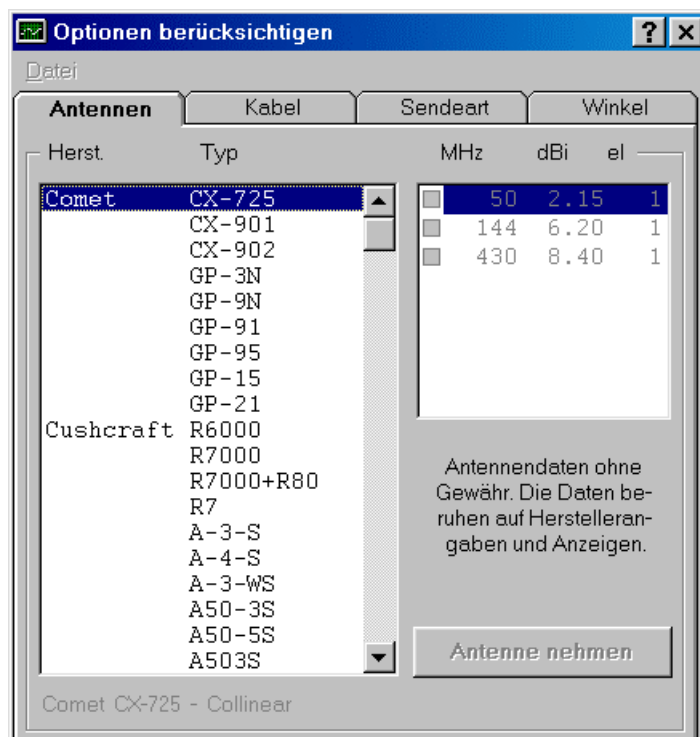 Optionen berücksichtigen
Datei
Antennen Kabel Sendeart Winkel
Herst. Typ MHz dBi el
Comet CX-725
CX-901
CX-902
GP-3N
GP-9N
GP-91
GP-95
GP-15
GP-21
Cushcraft R6000
R7000
R7000+R80
R7
A-3-S
A-4-S
A-3-WS
A50-3S
A50-5S
A503S
50 2.15 1
144 6.20 1
430 8.40 1
Antennendaten ohne
Gewähr. Die Daten be-
ruhen auf Herstelleran-
gaben und Anzeigen.
Antenne nehmen
Comet CX-725 - Collinear